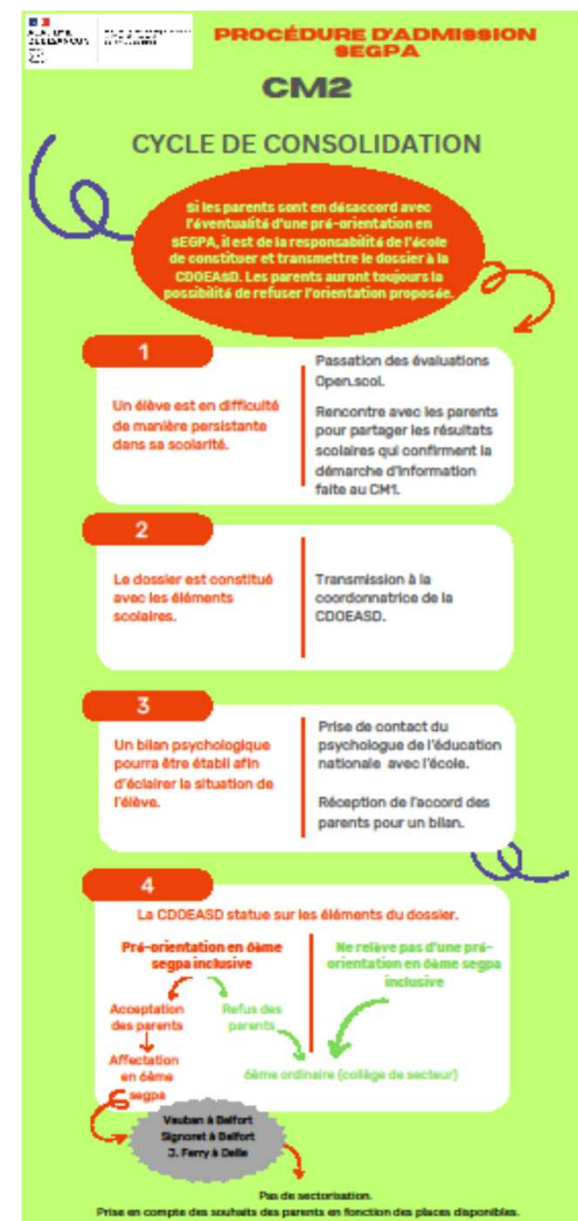 PROCÉDURE D'ADMISSION
SEGPA
CM2
CYCLE DE CONSOLIDATION
Si les parents sont en désaccord avec
l'éventualité d'une pré-orientation en
SEGPA, il est de la responsabilité de l'école
de constituer et transmettre le dossier à la
CDOEASD. Les parents auront toujours la
possibilité de refuser l'orientation proposée.
1
Un élève est en difficulté
de manière persistante
dans sa scolarité.
Passation des évaluations
Open.scol.
Rencontre avec les parents
pour partager les résultats
scolaires qui confirment la
démarche d'information
faite au CM1.
2
Le dossier est constitué
avec les éléments
scolaires.
Transmission à la
coordonnatrice de la
CDOEASD.
3
Un bilan psychologique
pourra être établi afin
d'éclairer la situation de
l'élève.
Prise de contact du
psychologue de l'éducation
nationale avec l'école.
Réception de l'accord des
parents pour un bilan.
4
La CDOEASD statue sur les éléments du dossier.
Pré-orientation en 6ème
segpa inclusive
Ne relève pas d'une pré-
orientation en 6ème segpa
inclusive
Acceptation
des parents
Refus des
parents
Affectation
en 6ème
segpa
6ème ordinaire (collège de secteur)
Vauban à Belfort
Signoret à Belfort
J. Ferry à Delle
Pas de sectorisation.
Prise en compte des souhaits des parents en fonction des places disponibles.